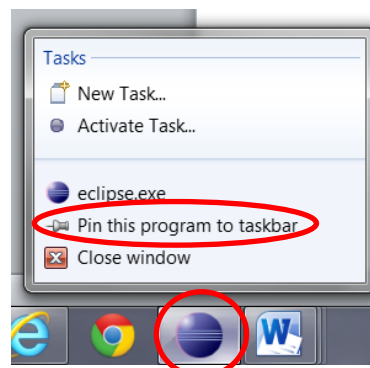 Tasks
New Task...
Activate Task...
eclipse.exe
Pin this program to taskbar
Close window